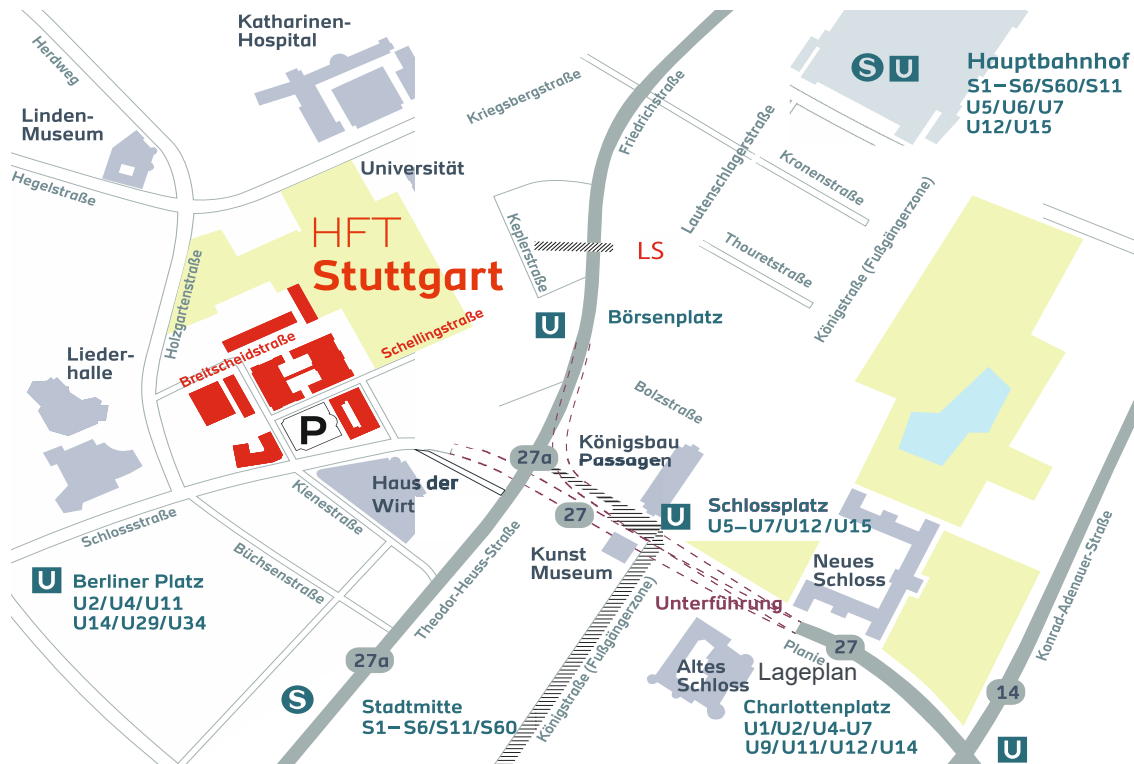 Katharinen-
Hospital
Herdweg
Linden-
Museum
Hegelstraße
Universität
Kriegsbergstraße
Friedrichstraße
Hauptbahnhof
S U
S1–S6/S60/S11
U5/U6/U7
U12/U15
Lautenschlagerstraße
Kronenstraße
Thouretstraße
Königstraße (Fußgängerzone)
Keplerstraße
LS
HFT
Stuttgart
Holzgartenstraße
Breitscheidstraße
Schellingstraße
U
Börsenplatz
Lieder-
halle
P
Bolzstraße
Königsbau
Passagen
27a
27
Haus der
Wirt
Kienestraße
Schlossstraße
Büchsenstraße
Theodor-Heuss-Straße
U
Schlossplatz
U5–U7/U12/U15
Kunst
Museum
Neues
Schloss
Unterführung
Königstraße (Fußgängerzone)
Konrad-Adenauer-Straße
U
Berliner Platz
U2/U4/U11
U14/U29/U34
27a
S
Stadtmitte
S1–S6/S11/S60
Altes
Schloss
Planie
27
Lageplan
14
Charlottenplatz
U1/U2/U4-U7
U9/U11/U12/U14
U